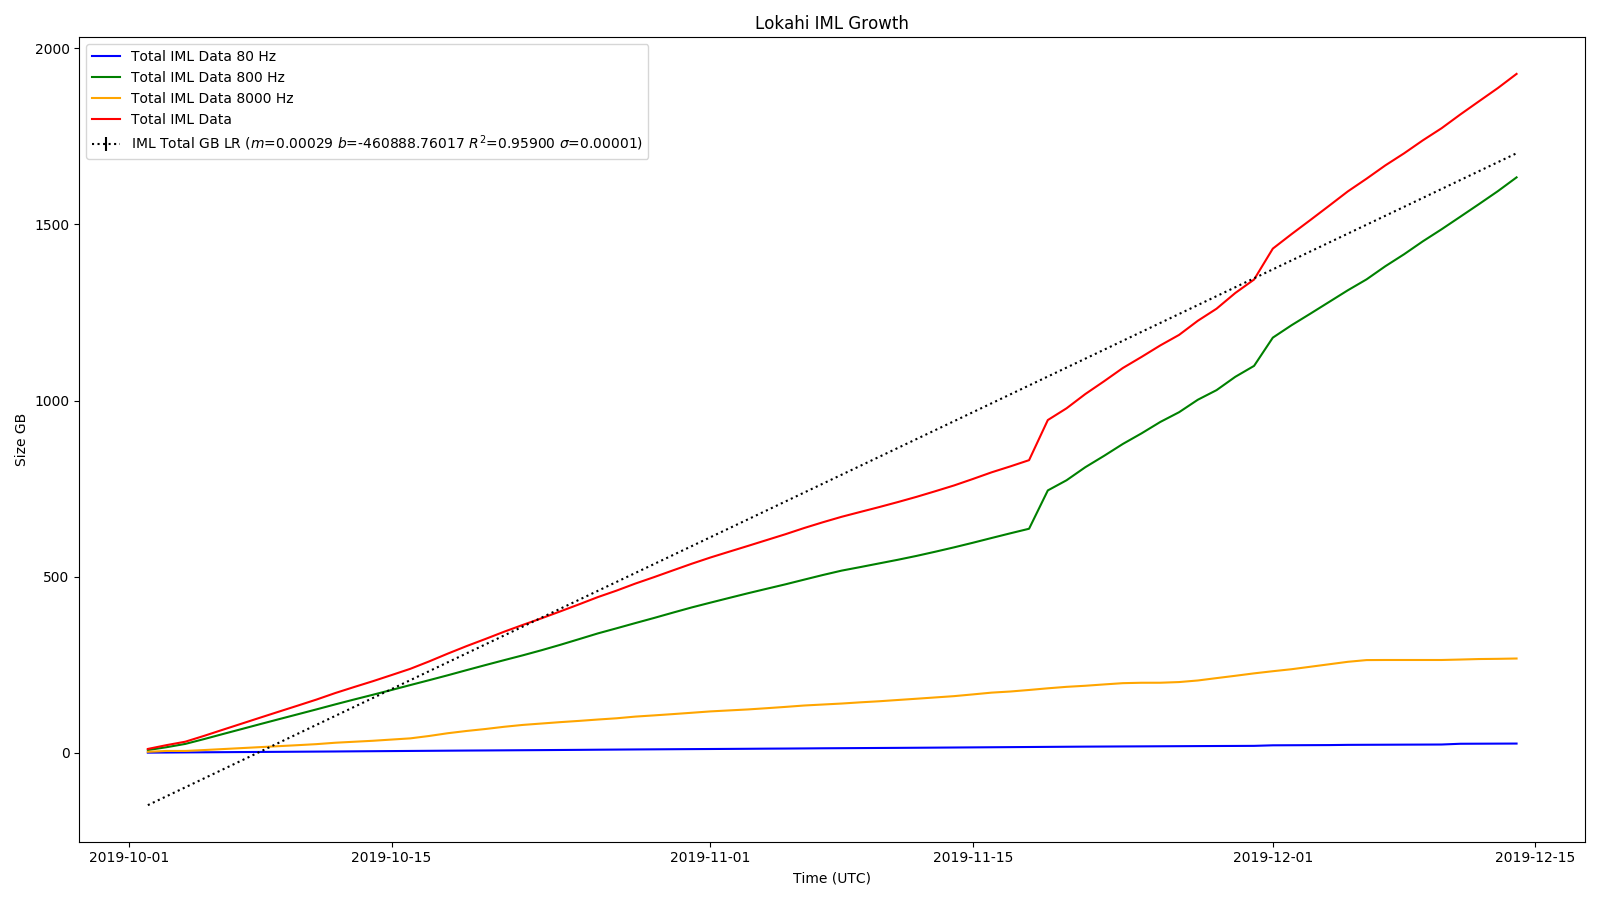 Lokahi IML Growth
Total IML Data 80 Hz
Total IML Data 800 Hz
Total IML Data 8000 Hz
Total IML Data
IML Total GB LR (m=0.00029 b=-460888.76017 R²=0.95900 σ=0.00001)
2000
1500
1000
500
0
Size GB
2019-10-01 2019-10-15 2019-11-01 2019-11-15 2019-12-01 2019-12-15
Time (UTC)